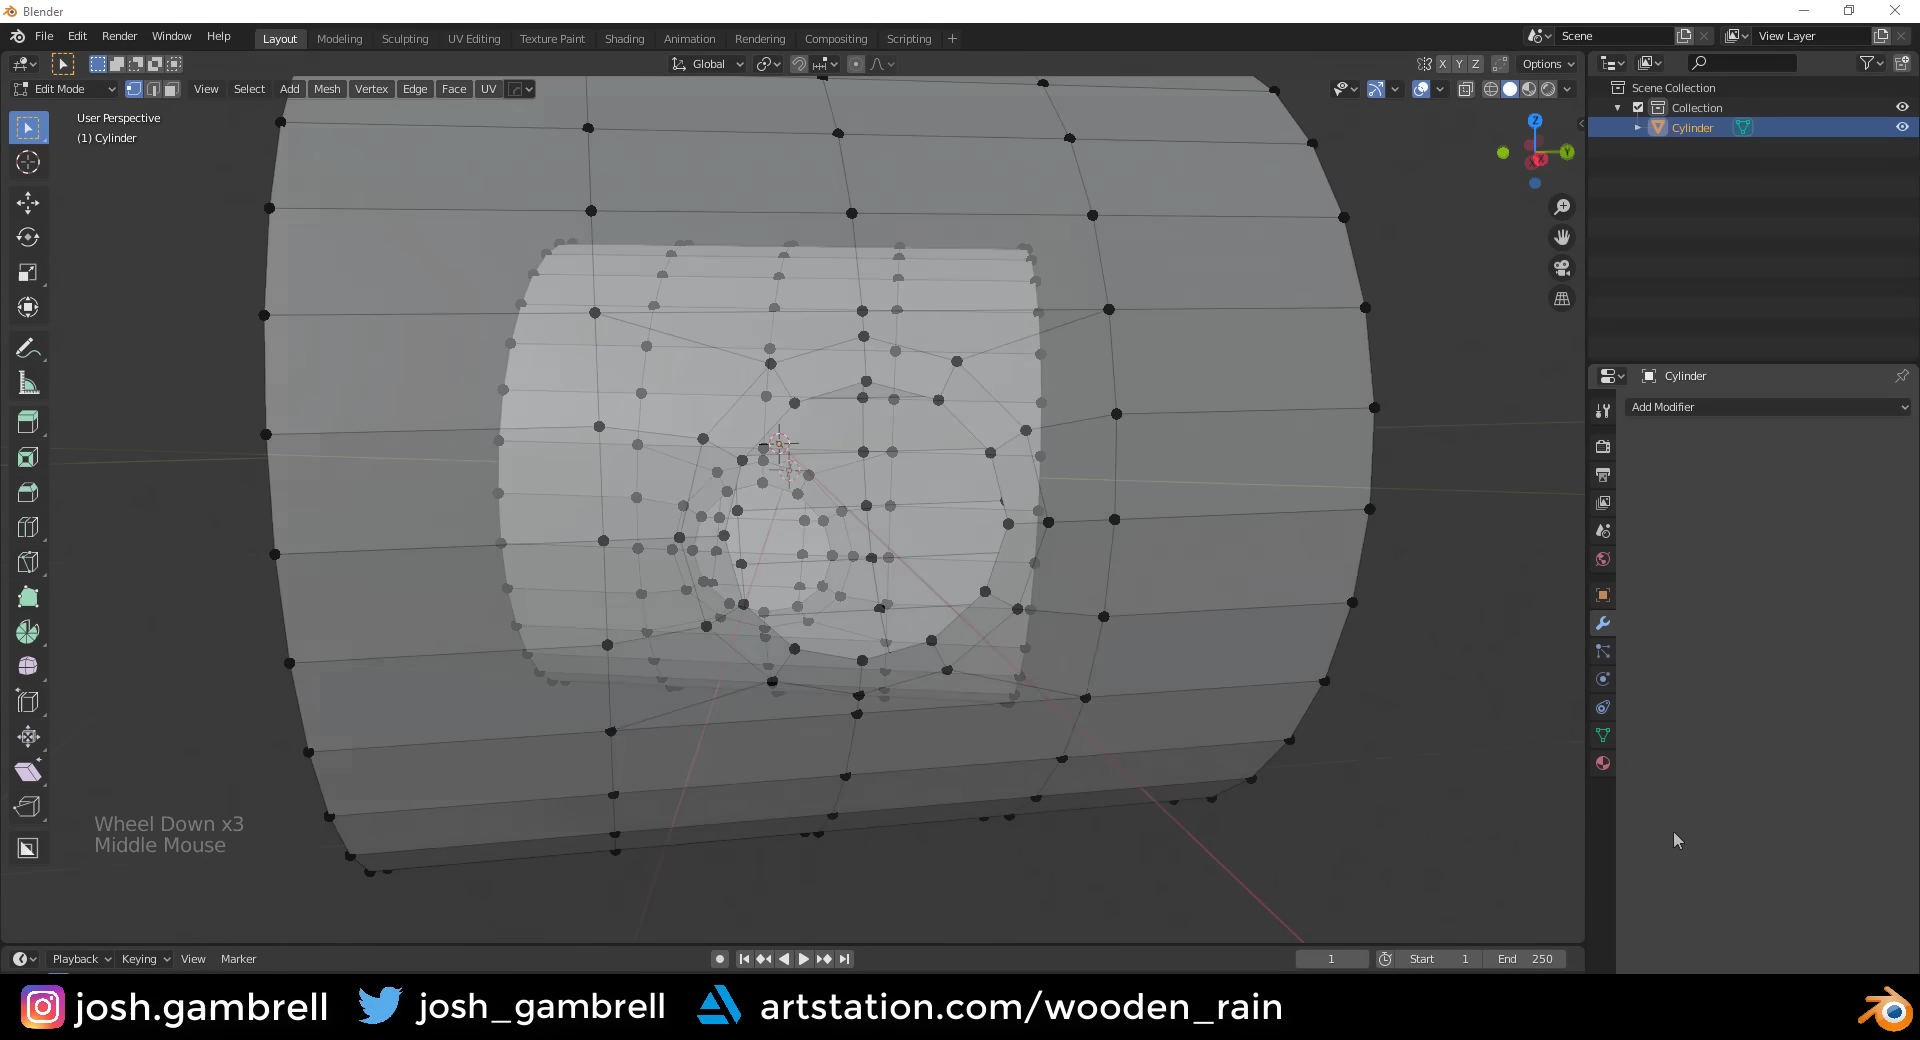 Blender
File Edit Render Window Help Layout Modeling Sculpting UV Editing Texture Paint Shading Animation Rendering Compositing Scripting + Scene View Layer
Global X Y Z Options
Edit Mode View Select Add Mesh Vertex Edge Face UV
User Perspective
(1) Cylinder
Z
Y
X
Scene Collection
Collection
Cylinder
Cylinder
Add Modifier
Wheel Down x3
Middle Mouse
Playback Keying View Marker 1 Start 1 End 250
josh.gambrell josh_gambrell artstation.com/wooden_rain